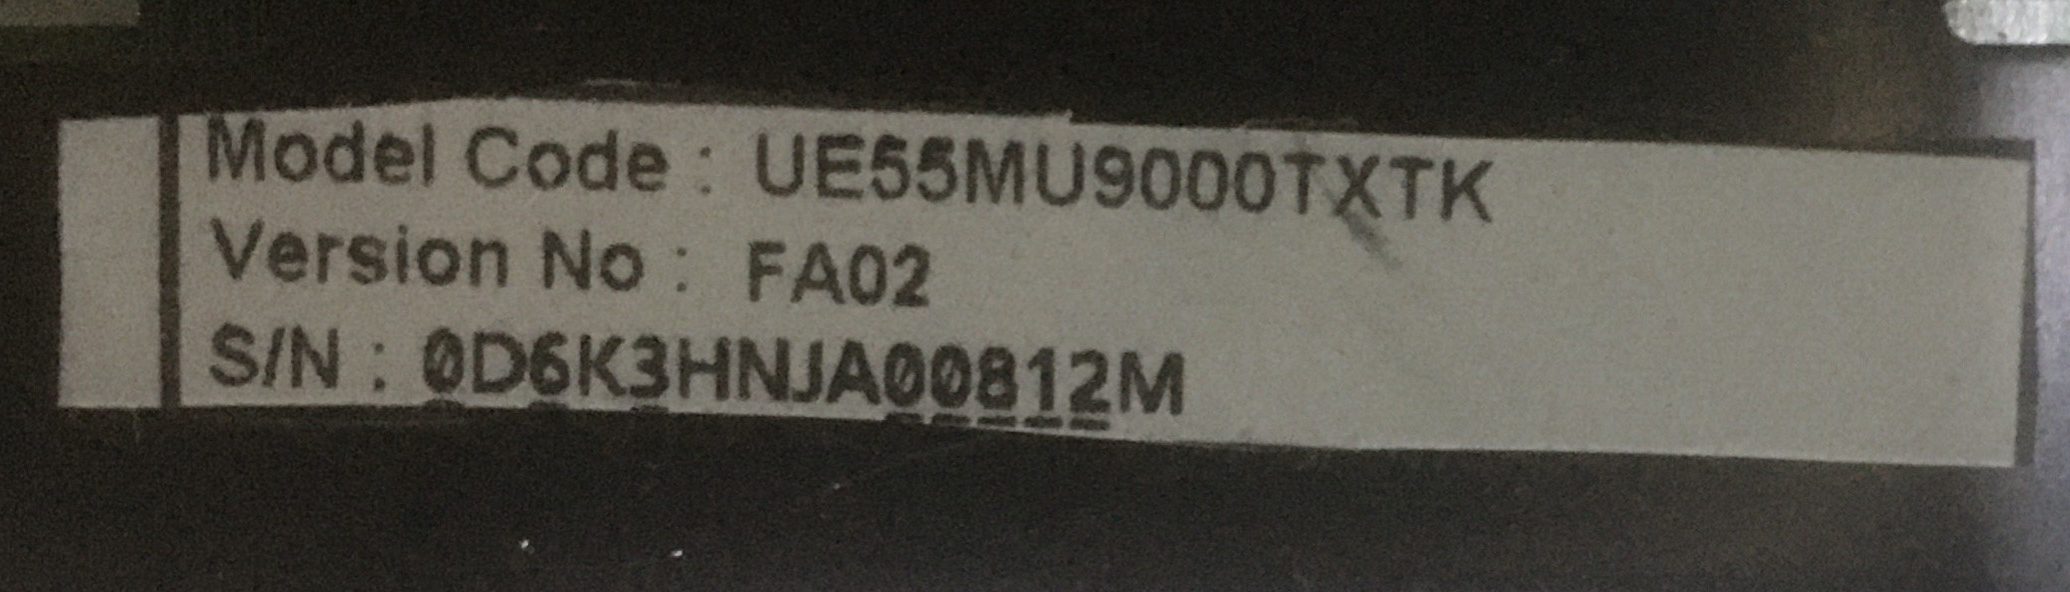 Model Code : UE55MU9000TXTK
Version No : FA02
S/N : 0D6K3HNJA00812M